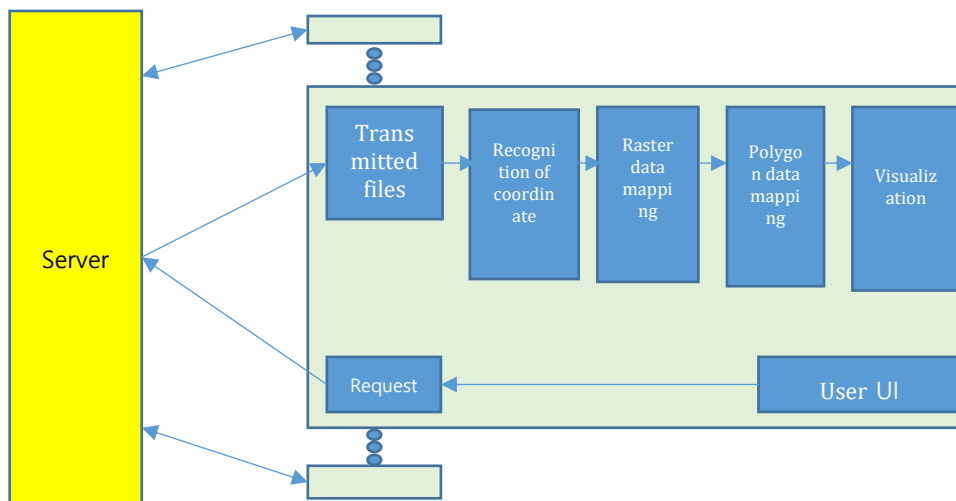 Server
Trans
mitted
files
Recogni
tion of
coordin
ate
Raster
data
mappi
ng
Polygo
n data
mappi
ng
Visualiz
ation
Request
User UI